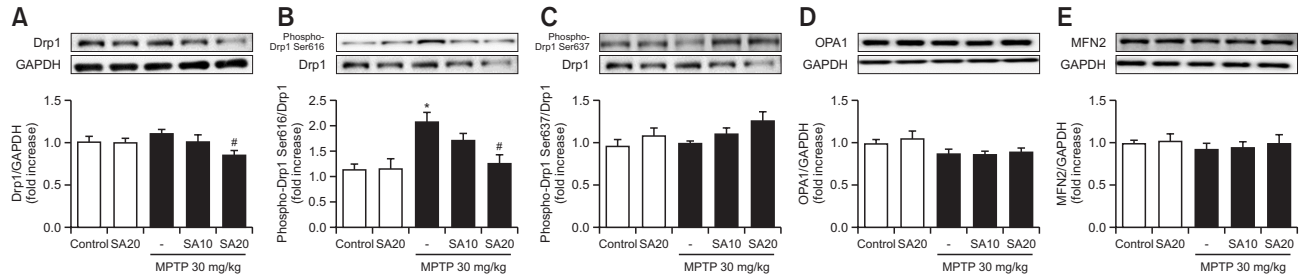 A
Drp1
GAPDH
Drp1/GAPDH
(fold increase)
1.5
1.0
0.5
0.0
Control SA20 - SA10 SA20
MPTP 30 mg/kg
#
B
Phospho-
Drp1 Ser616
Drp1
Phospho-Drp1 Ser616/Drp1
(fold increase)
2.5
2.0
1.5
1.0
0.5
0.0
Control SA20 - SA10 SA20
MPTP 30 mg/kg
*
#
C
Phospho-
Drp1 Ser637
Drp1
Phospho-Drp1 Ser637/Drp1
(fold increase)
1.5
1.0
0.5
0.0
Control SA20 - SA10 SA20
MPTP 30 mg/kg
D
OPA1
GAPDH
OPA1/GAPDH
(fold increase)
1.5
1.0
0.5
0.0
Control SA20 - SA10 SA20
MPTP 30 mg/kg
E
MFN2
GAPDH
MFN2/GAPDH
(fold increase)
1.5
1.0
0.5
0.0
Control SA20 - SA10 SA20
MPTP 30 mg/kg